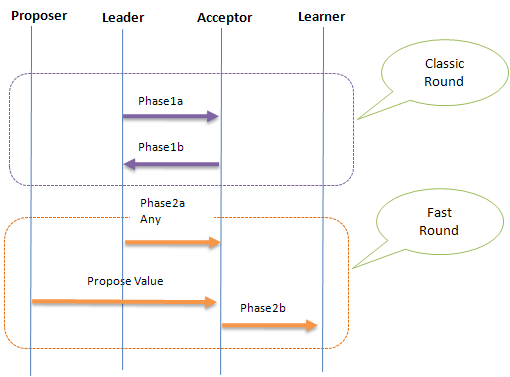 Proposer Leader Acceptor Learner
Classic
Round
Phase1a
Phase1b
Phase2a
Any
Fast
Round
Propose Value
Phase2b